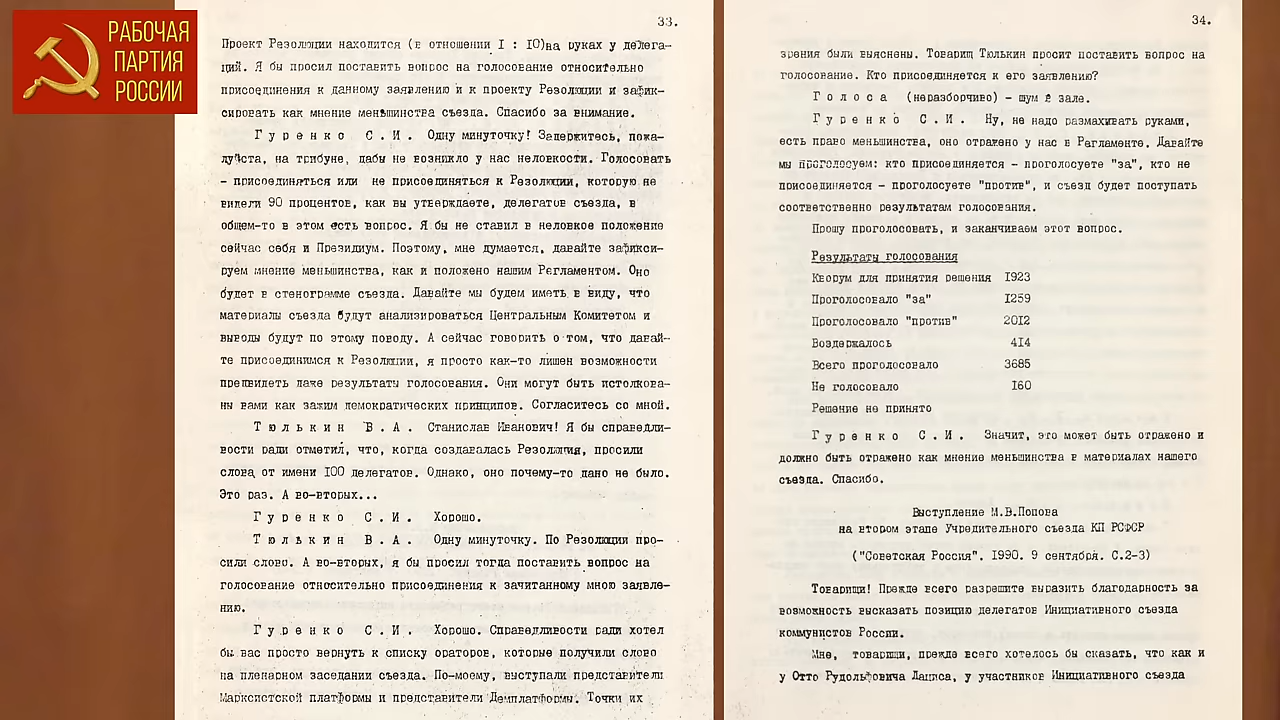 РАБОЧАЯ
ПАРТИЯ
РОССИИ
33.
Проект Резолюции находится (в отношении I : I0)на руках у делега-
ций. Я бы просил поставить вопрос на голосование относительно
присоединения к данному заявлению и к проекту Резолюции и зафик-
сировать как мнение меньшинства съезда. Спасибо за внимание.
Гуренко С.И. Одну минуточку! Задержитесь, пожа-
луйста, на трибуне, дабы не возникло у нас неловкости. Голосовать
- присоединяться или не присоединяться к Резолюции, которую не
видели 90 процентов, как вы утверждаете, делегатов съезда, в
общем-то в этом есть вопрос. Я бы не ставил в неловкое положение
сейчас себя и Президиум. Поэтому, мне думается, давайте зафикси-
руем мнение меньшинства, как и положено нашим Регламентом. Оно
будет в стенограмме съезда. Давайте мы будем иметь в виду, что
материалы съезда будут анализироваться Центральным Комитетом и
выводы будут по этому поводу. А сейчас говорить о том, что давай-
те присоединимся к Резолюции, я просто как-то лишен возможности
предвидеть даже результаты голосования. Они могут быть истолкова-
ны вами как зажим демократических принципов. Согласитесь со мной.
Тюлькин В.А. Станислав Иванович! Я бы справедли-
вости ради отметил, что, когда создавалась Резолюция, просили
слова от имени I00 делегатов. Однако, оно почему-то дано не было.
Это раз. А во-вторых...
Гуренко С.И. Хорошо.
Тюлькин В.А. Одну минуточку. По Резолюции про-
сили слово. А во-вторых, я бы просил тогда поставить вопрос на
голосование относительно присоединения к зачитанному мною заявле-
нию.
Гуренко С.И. Хорошо. Справедливости ради хотел
бы вас просто вернуть к списку ораторов, которые получили слово
на пленарном заседании съезда. По-моему, выступали представители
Марксистской платформы и представители Демплатформы. Точки их
34.
зрения были выяснены. Товарищ Тюлькин просит поставить вопрос на
голосование. Кто присоединяется к его заявлению?
Голоса (неразборчиво) - шум в зале.
Гуренко С.И. Ну, не надо размахивать руками,
есть право меньшинства, оно отражено у нас в Регламенте. Давайте
мы проголосуем: кто присоединяется - проголосуете "за", кто не
присоединяется - проголосуете "против", и съезд будет поступать
соответственно результатам голосования.
Прошу проголосовать, и заканчиваем этот вопрос.
Результаты голосования
Кворум для принятия решения I923
Проголосовало "за" I259
Проголосовало "против" 20I2
Воздержалось 4I4
Всего проголосовало 3685
Не голосовало I60
Решение не принято
Гуренко С.И. Значит, это может быть отражено и
должно быть отражено как мнение меньшинства в материалах нашего
съезда. Спасибо.
Выступление М.В.Попова
на втором этапе Учредительного съезда КП РСФСР
("Советская Россия". I990. 9 сентября. С.2-3)
Товарищи! Прежде всего разрешите выразить благодарность за
возможность высказать позицию делегатов Инициативного съезда
коммунистов России.
Мне, товарищи, прежде всего хотелось бы сказать, что как и
у Отто Рудольфовича Лациса, у участников Инициативного съезда